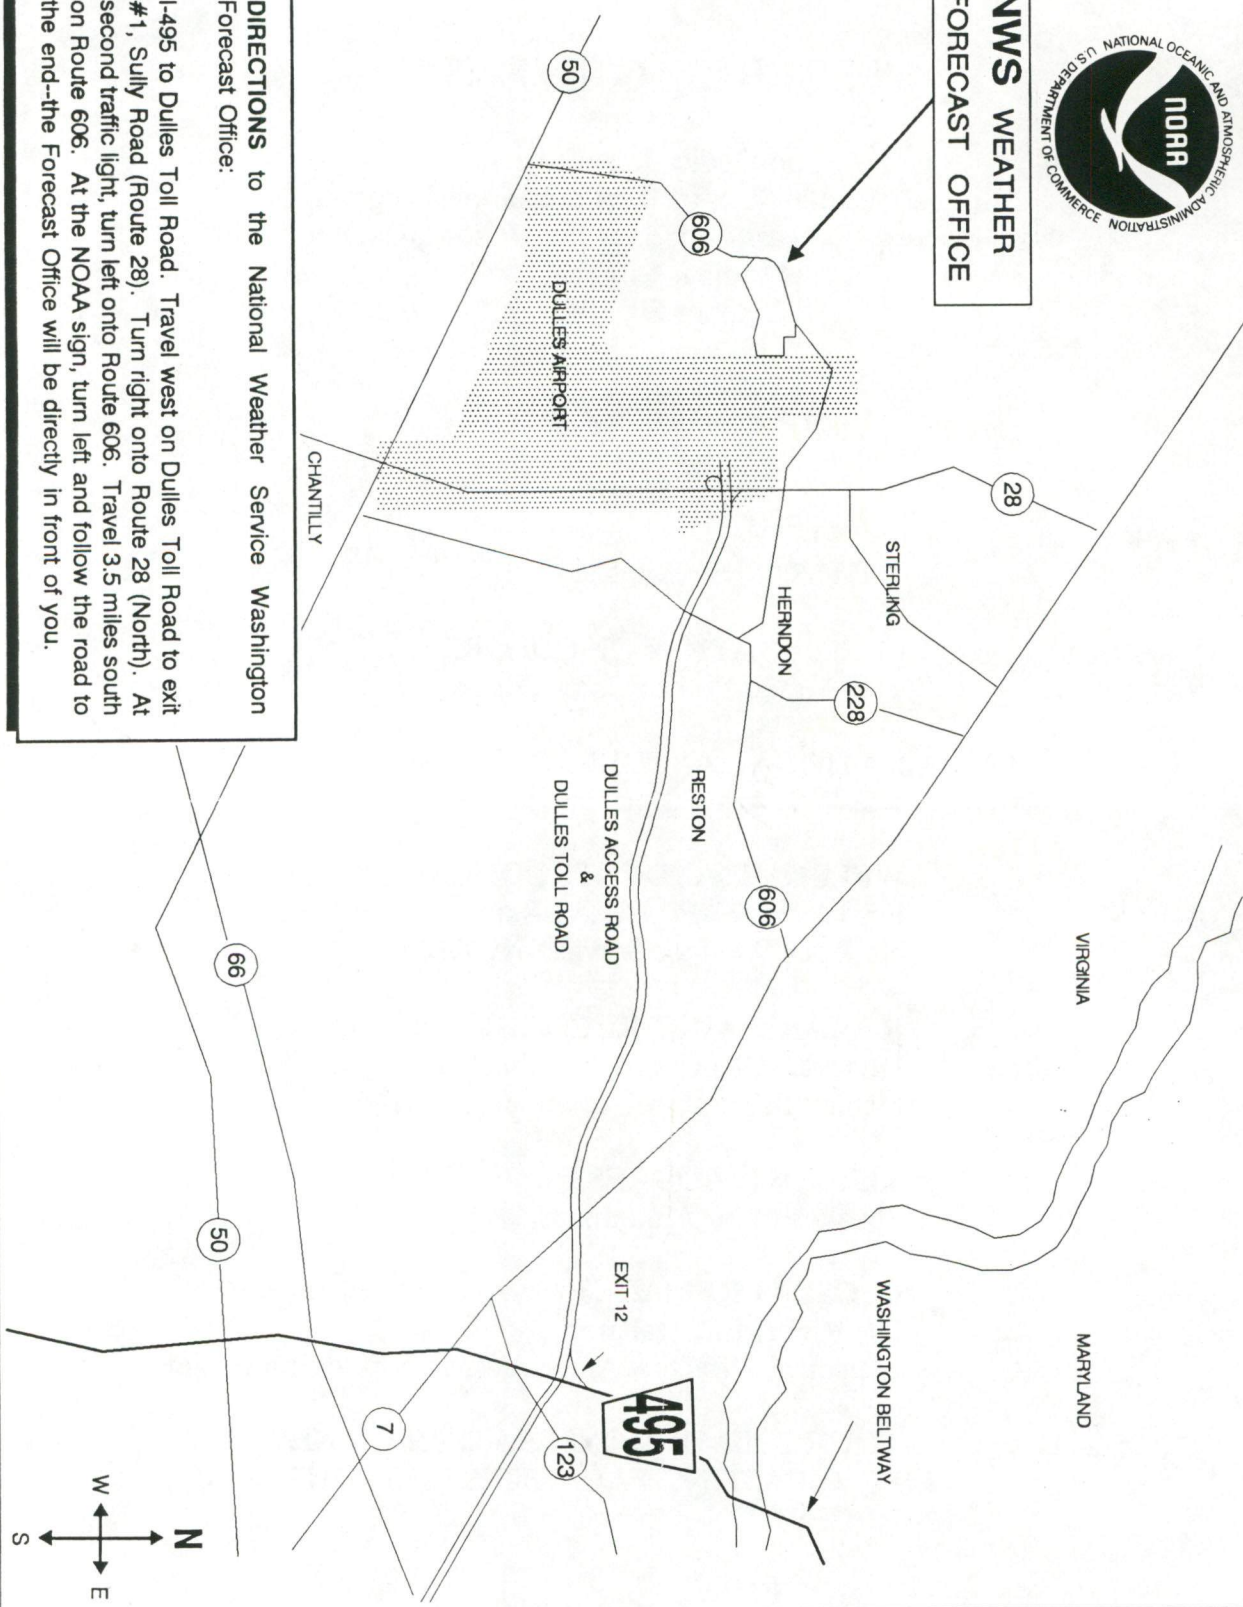 NATIONAL OCEANIC AND ATMOSPHERIC ADMINISTRATION
U.S. DEPARTMENT OF COMMERCE
NOAA
NWS WEATHER
FORECAST OFFICE
VIRGINIA
MARYLAND
28
STERLING
WASHINGTON BELTWAY
228
HERNDON
606
606
RESTON
50
DULLES AIRPORT
DULLES ACCESS ROAD
&
DULLES TOLL ROAD
EXIT 12
495
123
7
CHANTILLY
66
50
DIRECTIONS to the National Weather Service Washington
Forecast Office:
I-495 to Dulles Toll Road. Travel west on Dulles Toll Road to exit
#1, Sully Road (Route 28). Turn right onto Route 28 (North). At
second traffic light, turn left onto Route 606. Travel 3.5 miles south
on Route 606. At the NOAA sign, turn left and follow the road to
the end--the Forecast Office will be directly in front of you.
N
W
E
S